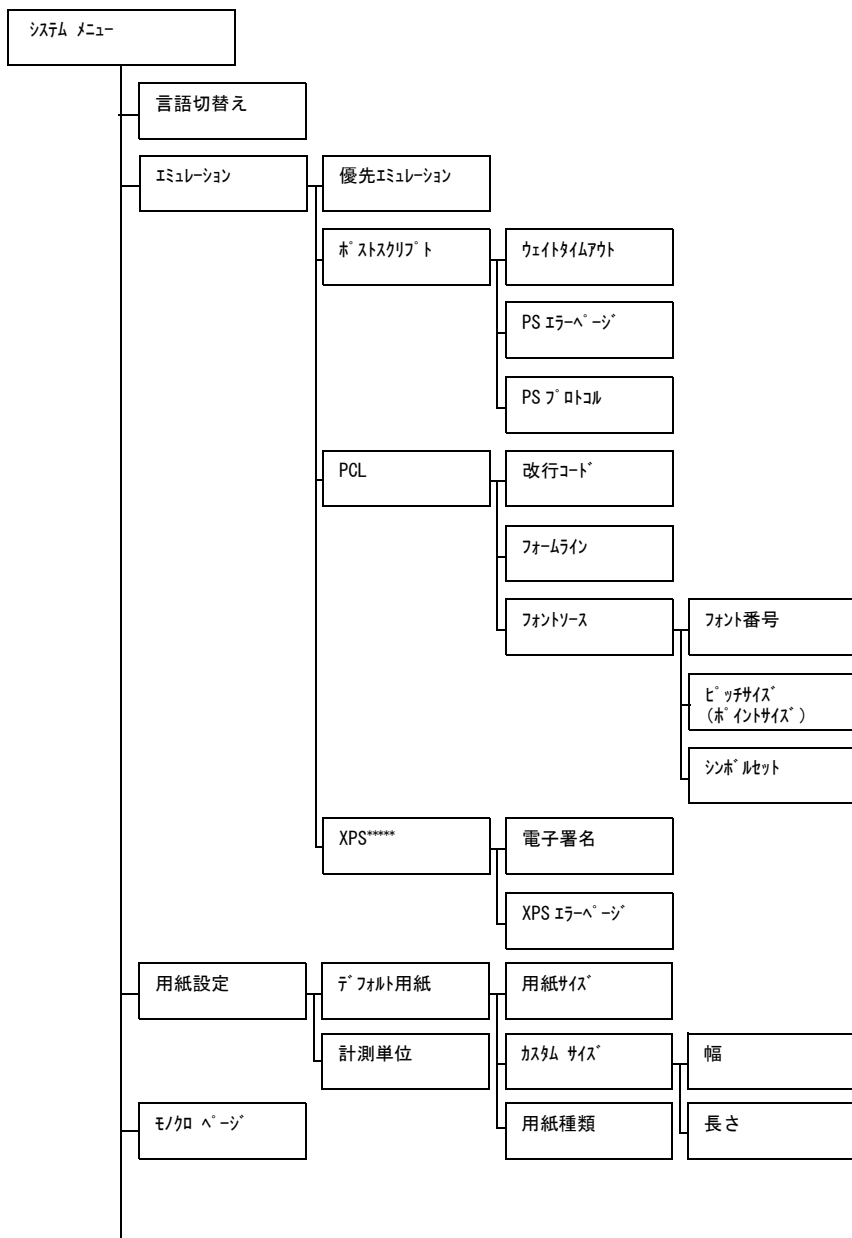 ｼｽﾃﾑ ﾒﾆｭｰ
言語切替え
ｴﾐｭﾚｰｼｮﾝ
優先ｴﾐｭﾚｰｼｮﾝ
ﾎﾟｽﾄｽｸﾘﾌﾟﾄ
ｳｪｲﾄﾀｲﾑｱｳﾄ
PS ｴﾗｰﾍﾟｰｼﾞ
PS ﾌﾟﾛﾄｺﾙ
PCL
改行ｺｰﾄﾞ
ﾌｫｰﾑﾗｲﾝ
ﾌｫﾝﾄｿｰｽ
ﾌｫﾝﾄ番号
ﾋﾟｯﾁｻｲｽﾞ
(ﾎﾟｲﾝﾄｻｲｽﾞ)
ｼﾝﾎﾞﾙｾｯﾄ
XPS*****
電子署名
XPS ｴﾗｰﾍﾟｰｼﾞ
用紙設定
ﾃﾞﾌｫﾙﾄ用紙
用紙ｻｲｽﾞ
計測単位
ｶｽﾀﾑ ｻｲｽﾞ
幅
ﾓﾉｸﾛ ﾍﾟｰｼﾞ
用紙種類
長さ